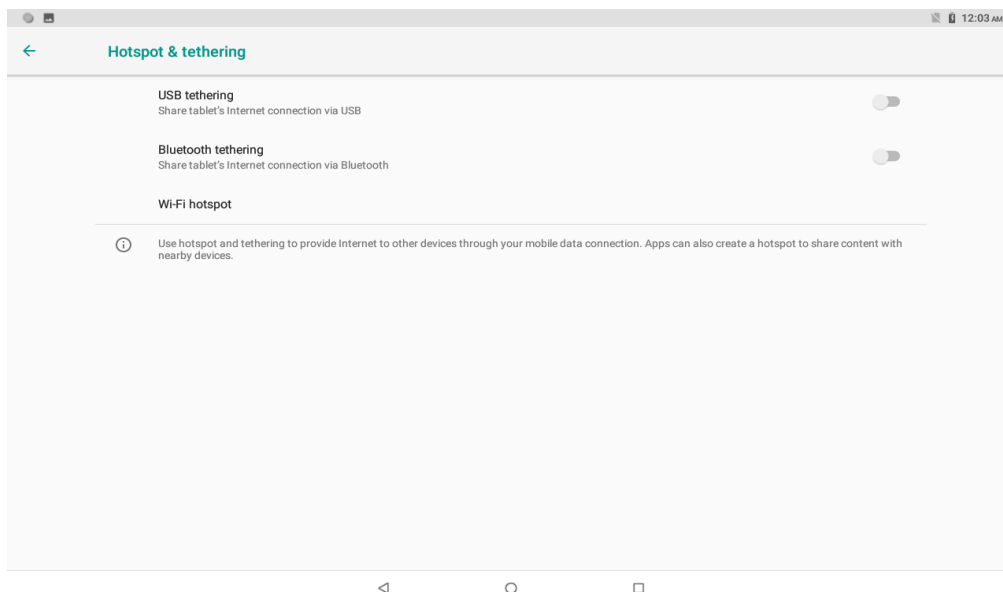 12:03 AM
Hotspot & tethering
USB tethering
Share tablet's Internet connection via USB
Bluetooth tethering
Share tablet's Internet connection via Bluetooth
Wi-Fi hotspot
Use hotspot and tethering to provide Internet to other devices through your mobile data connection. Apps can also create a hotspot to share content with
nearby devices.